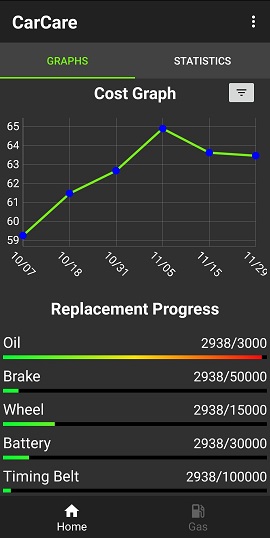 CarCare
GRAPHS STATISTICS
Cost Graph
65
64
63
62
61
60
59
10/07 10/18 10/31 11/05 11/15 11/29
Replacement Progress
Oil 2938/3000
Brake 2938/50000
Wheel 2938/15000
Battery 2938/30000
Timing Belt 2938/100000
Home Gas